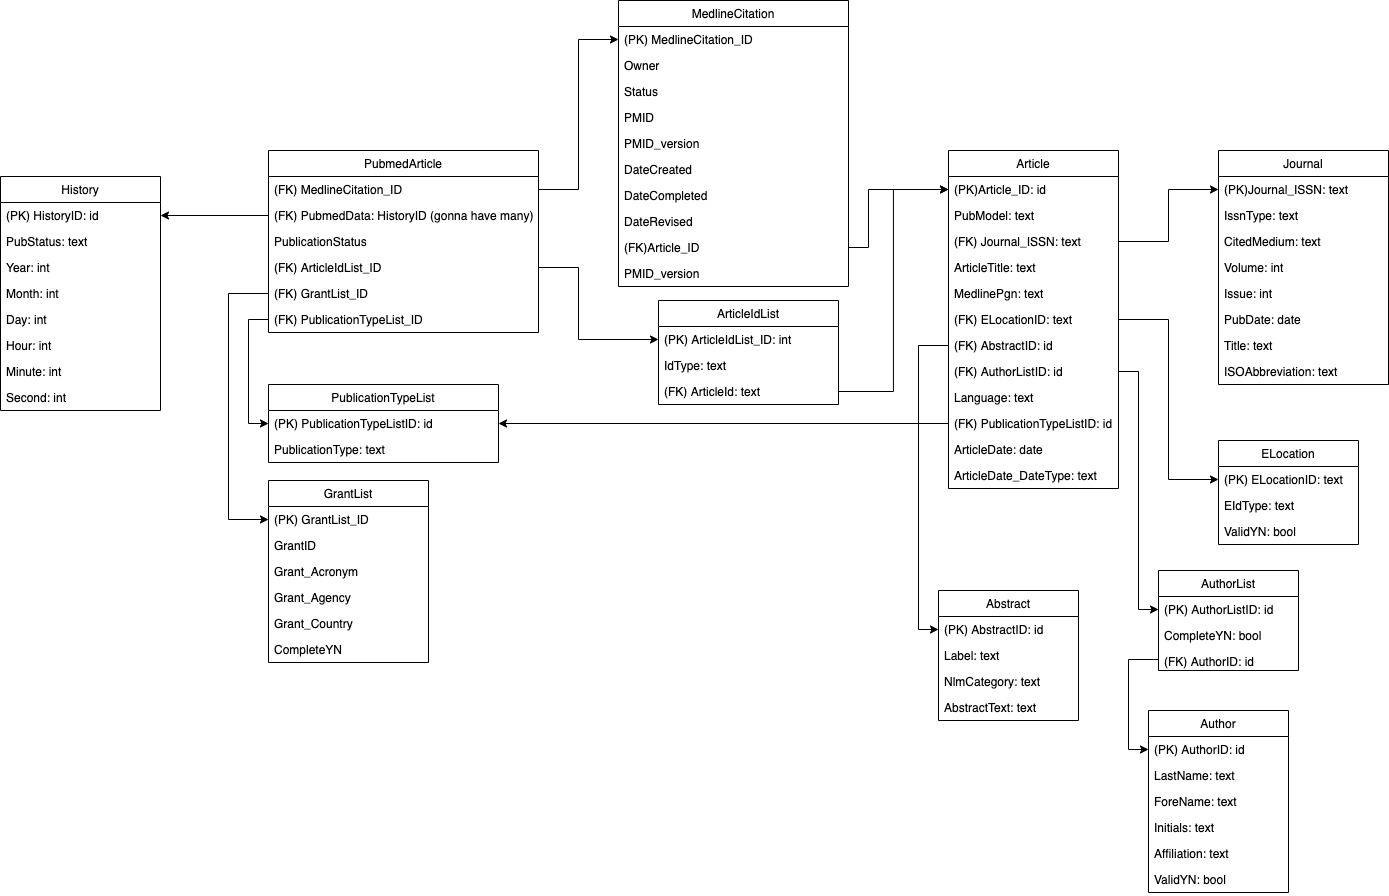 MedlineCitation
(PK) MedlineCitation_ID
Owner
Status
PMID
PMID_version
DateCreated
DateCompleted
DateRevised
(FK)Article_ID
PMID_version
PubmedArticle
(FK) MedlineCitation_ID
(FK) PubmedData: HistoryID (gonna have many)
PublicationStatus
(FK) ArticleIdList_ID
(FK) GrantList_ID
(FK) PublicationTypeList_ID
History
(PK) HistoryID: id
PubStatus: text
Year: int
Month: int
Day: int
Hour: int
Minute: int
Second: int
Article
(PK)Article_ID: id
PubModel: text
(FK) Journal_ISSN: text
ArticleTitle: text
MedlinePgn: text
(FK) ELocationID: text
(FK) AbstractID: id
(FK) AuthorListID: id
Language: text
(FK) PublicationTypeListID: id
ArticleDate: date
ArticleDate_DateType: text
Journal
(PK)Journal_ISSN: text
IssnType: text
CitedMedium: text
Volume: int
Issue: int
PubDate: date
Title: text
ISOAbbreviation: text
ArticleIdList
(PK) ArticleIdList_ID: int
IdType: text
(FK) ArticleId: text
PublicationTypeList
(PK) PublicationTypeListID: id
PublicationType: text
GrantList
(PK) GrantList_ID
GrantID
Grant_Acronym
Grant_Agency
Grant_Country
CompleteYN
ELocation
(PK) ELocationID: text
EIdType: text
ValidYN: bool
AuthorList
(PK) AuthorListID: id
CompleteYN: bool
(FK) AuthorID: id
Abstract
(PK) AbstractID: id
Label: text
NlmCategory: text
AbstractText: text
Author
(PK) AuthorID: id
LastName: text
ForeName: text
Initials: text
Affiliation: text
ValidYN: bool